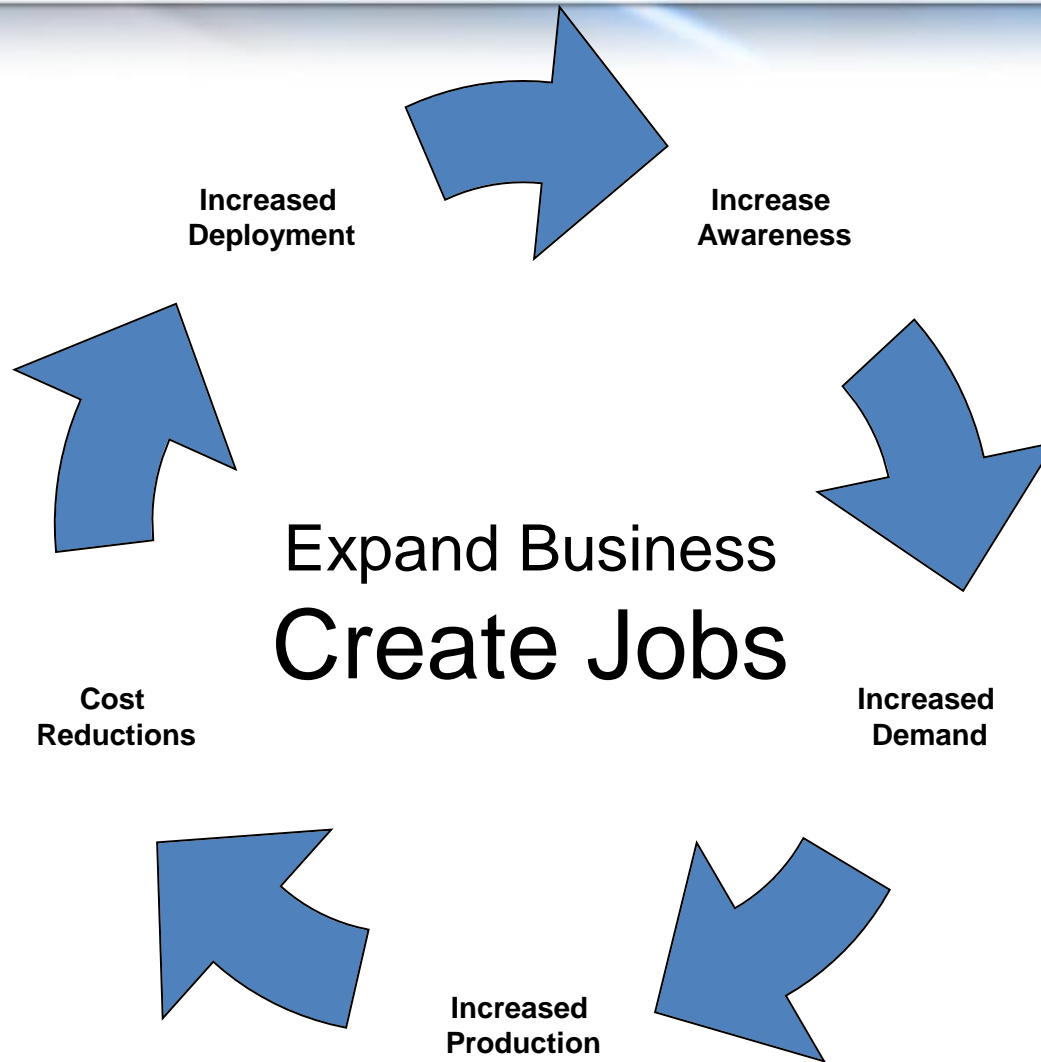 Increased
Deployment
Increase
Awareness
Expand Business
Create Jobs
Cost
Reductions
Increased
Demand
Increased
Production